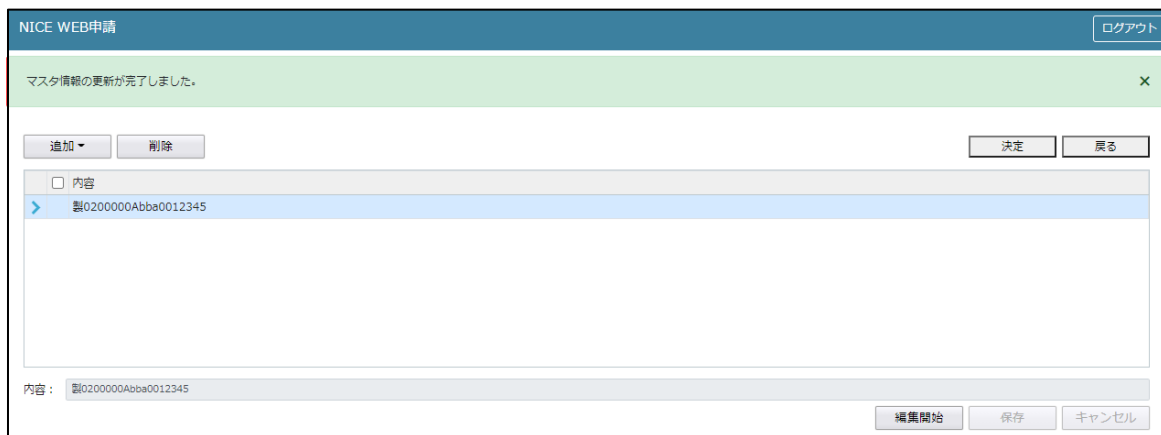 NICE WEB申請 ログアウト
マスタ情報の更新が完了しました。 ×
追加 削除 決定 戻る
内容
製0200000Abba0012345
内容： 製0200000Abba0012345
編集開始 保存 キャンセル